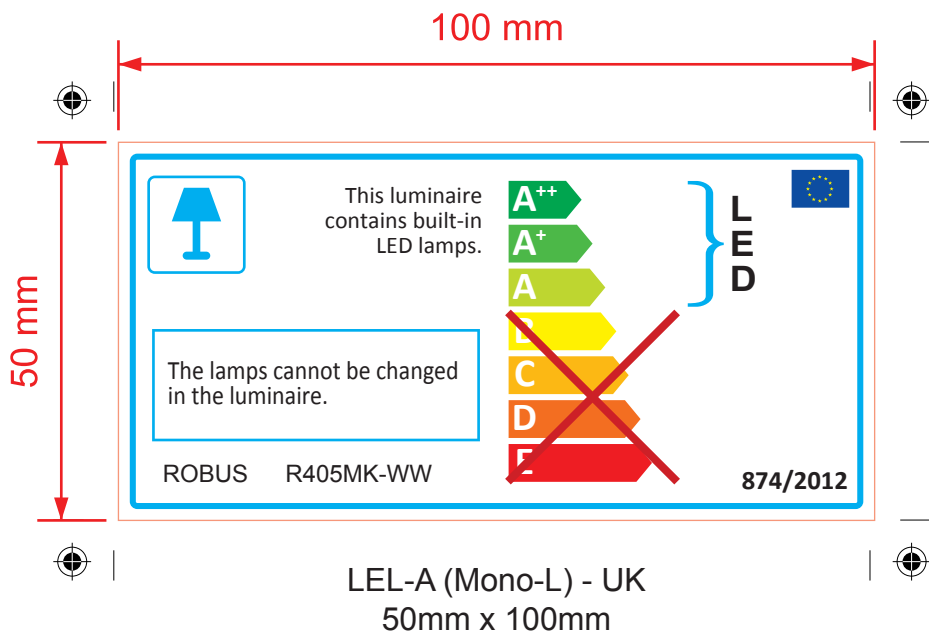 100 mm
50 mm
This luminaire
contains built-in
LED lamps.
A++
A+
A
B
C
D
E
L
E
D
The lamps cannot be changed
in the luminaire.
ROBUS R405MK-WW
874/2012
LEL-A (Mono-L) - UK
50mm x 100mm